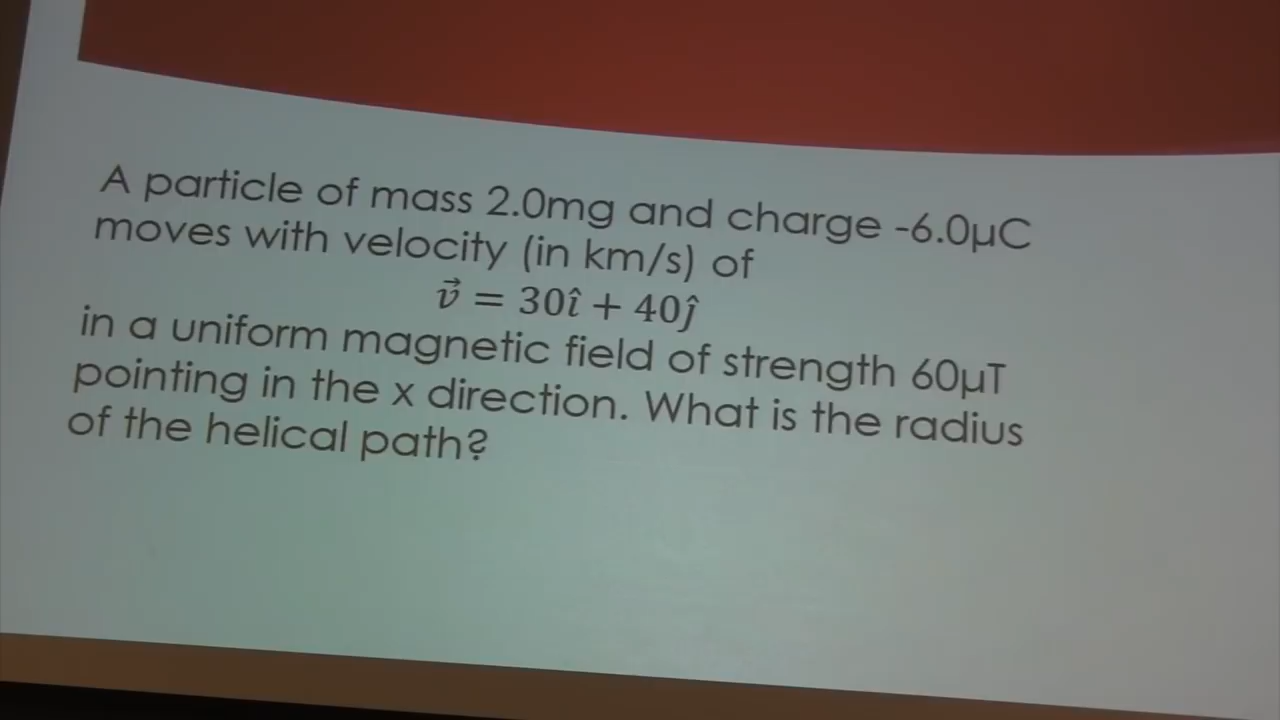 A particle of mass 2.0mg and charge -6.0μC
moves with velocity (in km/s) of
v⃗ = 30î + 40ĵ
in a uniform magnetic field of strength 60μT
pointing in the x direction. What is the radius
of the helical path?